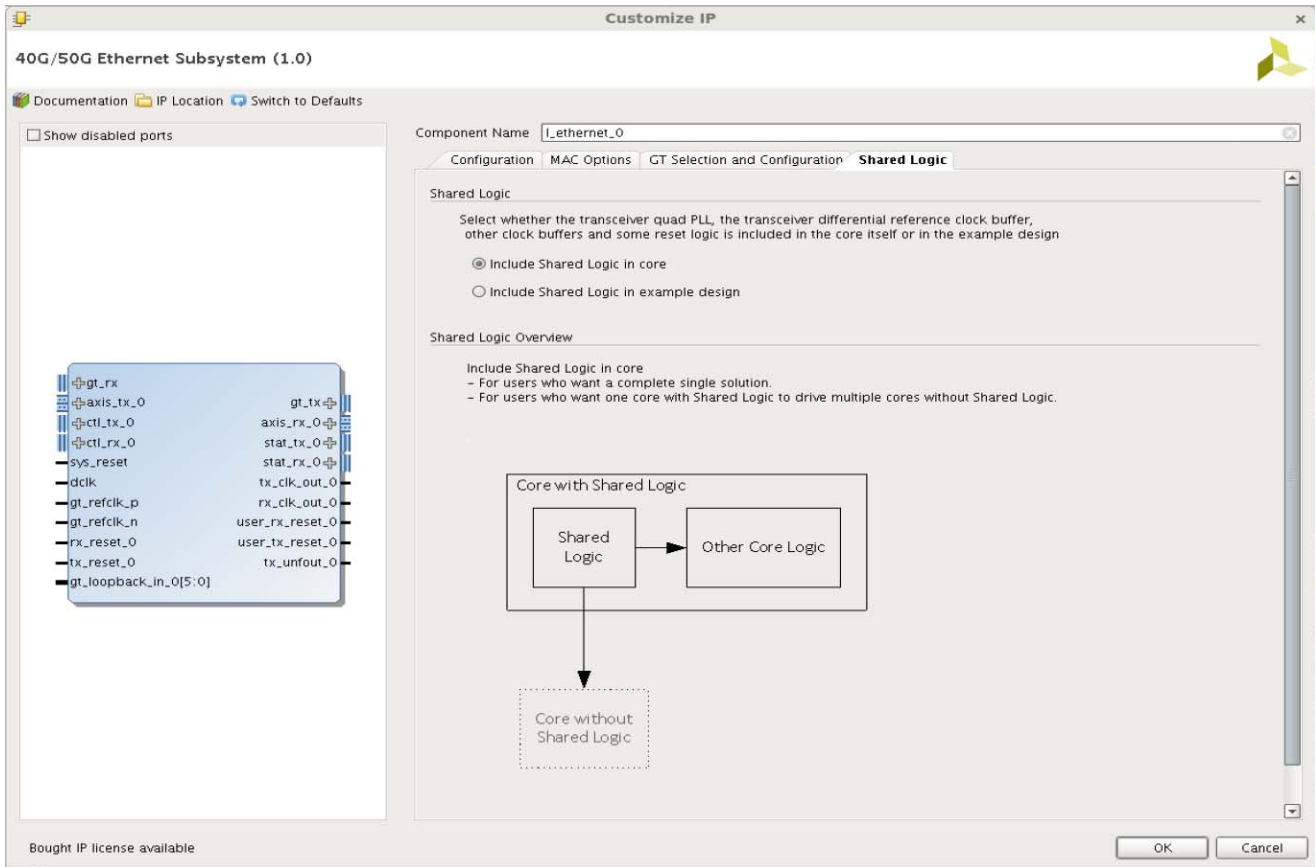 Customize IP
40G/50G Ethernet Subsystem (1.0)
Documentation IP Location Switch to Defaults
Show disabled ports
Component Name l_ethernet_0
Configuration MAC Options GT Selection and Configuration Shared Logic
Shared Logic
Select whether the transceiver quad PLL, the transceiver differential reference clock buffer,
other clock buffers and some reset logic is included in the core itself or in the example design
Include Shared Logic in core
Include Shared Logic in example design
Shared Logic Overview
Include Shared Logic in core
– For users who want a complete single solution.
– For users who want one core with Shared Logic to drive multiple cores without Shared Logic.
gt_rx
axis_tx_0
ctl_tx_0
ctl_rx_0
sys_reset
dclk
gt_refclk_p
gt_refclk_n
rx_reset_0
tx_reset_0
gt_loopback_in_0[5:0]
gt_tx
axis_rx_0
stat_tx_0
stat_rx_0
tx_clk_out_0
rx_clk_out_0
user_rx_reset_0
user_tx_reset_0
tx_unfout_0
Core with Shared Logic
Shared
Logic
Other Core Logic
Core without
Shared Logic
Bought IP license available
OK Cancel